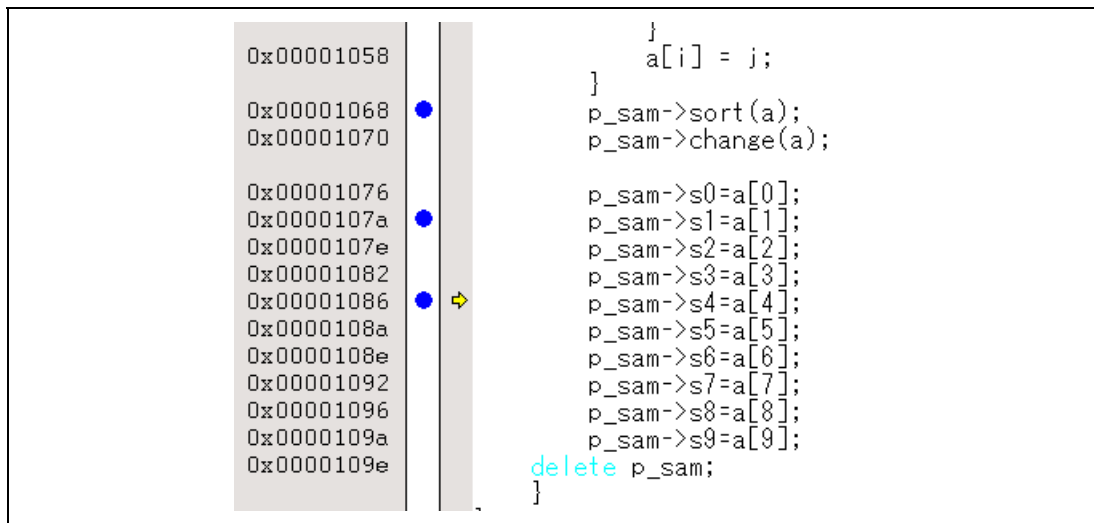 }
0x00001058 a[i] = j;
}
0x00001068 p_sam->sort(a);
0x00001070 p_sam->change(a);
0x00001076 p_sam->s0=a[0];
0x0000107a p_sam->s1=a[1];
0x0000107e p_sam->s2=a[2];
0x00001082 p_sam->s3=a[3];
0x00001086 p_sam->s4=a[4];
0x0000108a p_sam->s5=a[5];
0x0000108e p_sam->s6=a[6];
0x00001092 p_sam->s7=a[7];
0x00001096 p_sam->s8=a[8];
0x0000109a p_sam->s9=a[9];
0x0000109e delete p_sam;
}